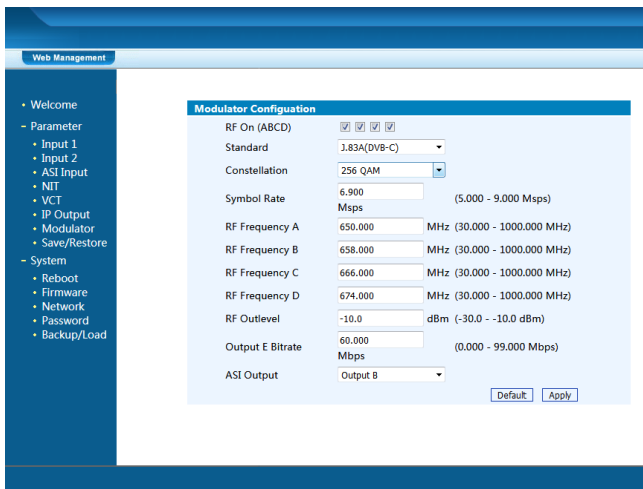 Web Management
Welcome
Parameter
Input 1
Input 2
ASI Input
NIT
VCT
IP Output
Modulator
Save/Restore
System
Reboot
Firmware
Network
Password
Backup/Load
Modulator Configuation
RF On (ABCD)
Standard J.83A(DVB-C)
Constellation 256 QAM
Symbol Rate 6.900 Msps (5.000 - 9.000 Msps)
RF Frequency A 650.000 MHz (30.000 - 1000.000 MHz)
RF Frequency B 658.000 MHz (30.000 - 1000.000 MHz)
RF Frequency C 666.000 MHz (30.000 - 1000.000 MHz)
RF Frequency D 674.000 MHz (30.000 - 1000.000 MHz)
RF Outlevel -10.0 dBm (-30.0 - -10.0 dBm)
Output E Bitrate 60.000 Mbps (0.000 - 99.000 Mbps)
ASI Output Output B
Default Apply